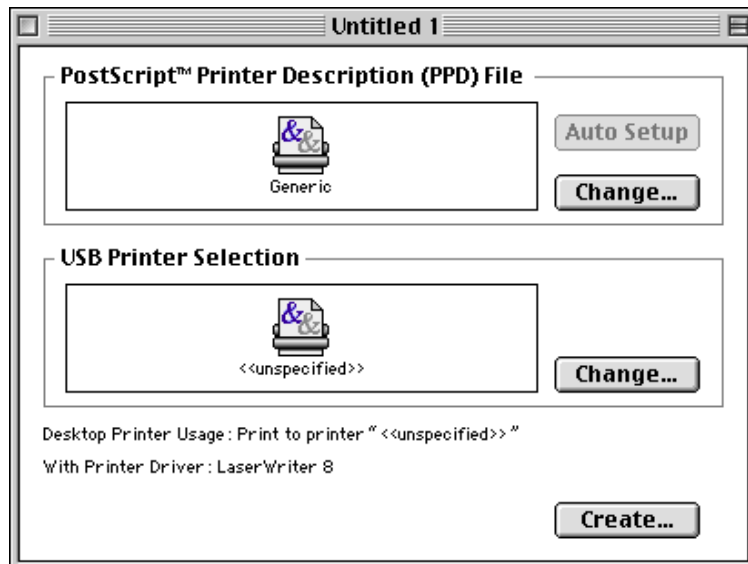 Untitled 1
PostScript™ Printer Description (PPD) File
Generic
Auto Setup
Change...
USB Printer Selection
<<unspecified>>
Change...
Desktop Printer Usage : Print to printer “ <<unspecified>> ”
With Printer Driver : LaserWriter 8
Create...